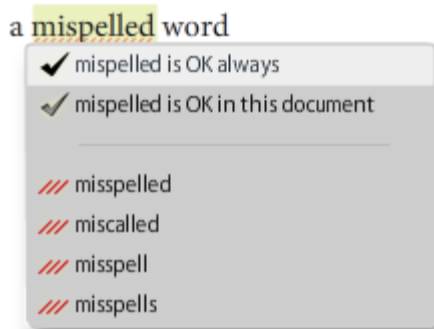 a mispelled word
mispelled is OK always
mispelled is OK in this document
misspelled
miscalled
misspell
misspells